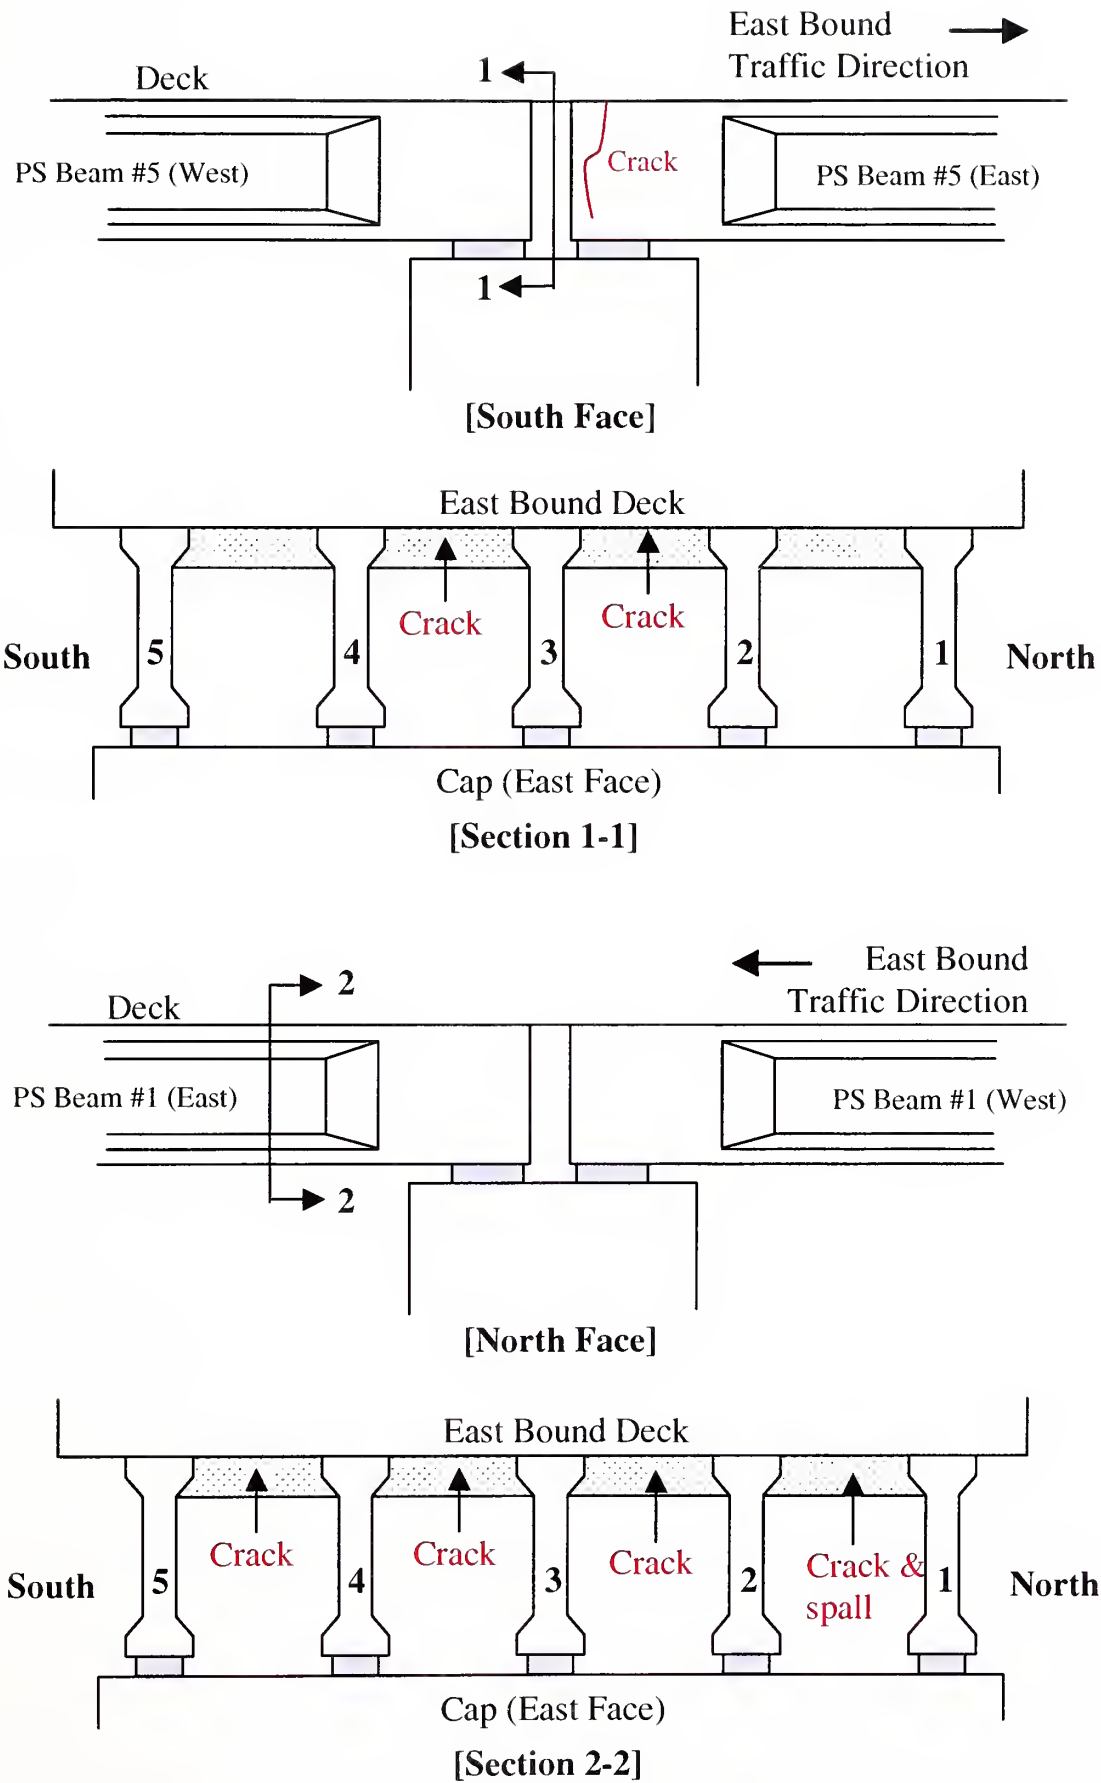 East Bound
Traffic Direction
Deck
1
PS Beam #5 (West)
Crack
PS Beam #5 (East)
1
[South Face]
East Bound Deck
Crack
Crack
South
5
4
3
2
1
North
Cap (East Face)
[Section 1-1]
East Bound
Traffic Direction
Deck
2
PS Beam #1 (East)
PS Beam #1 (West)
2
[North Face]
East Bound Deck
Crack
Crack
Crack
Crack &
spall
South
5
4
3
2
1
North
Cap (East Face)
[Section 2-2]